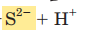 S²⁻ + H⁺